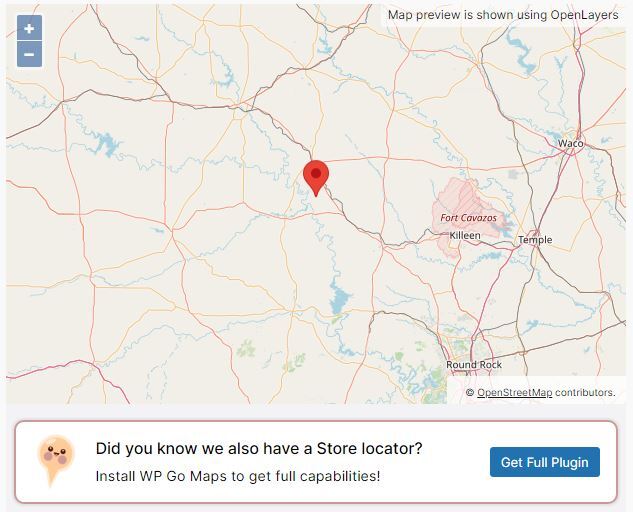 Map preview is shown using OpenLayers
+
−
Waco
Fort Cavazos
Killeen
Temple
Round Rock
© OpenStreetMap contributors.
Did you know we also have a Store locator?
Install WP Go Maps to get full capabilities!
Get Full Plugin